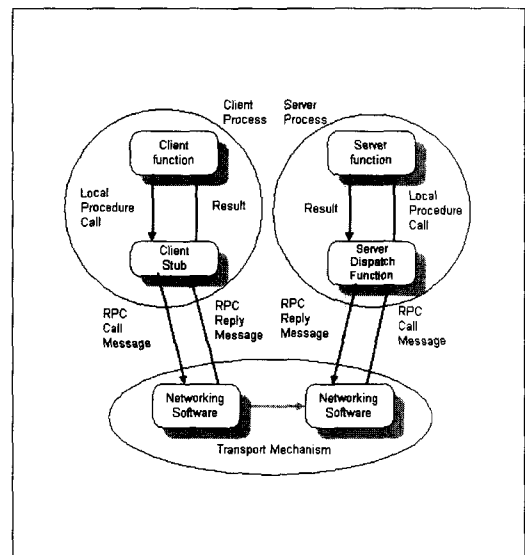 Client
Process
Server
Process
Client
function
Server
function
Local
Procedure
Call
Result
Result
Local
Procedure
Call
Client
Stub
Server
Dispatch
Function
RPC
Call
Message
RPC
Reply
Message
RPC
Reply
Message
RPC
Call
Message
Networking
Software
Networking
Software
Transport Mechanism